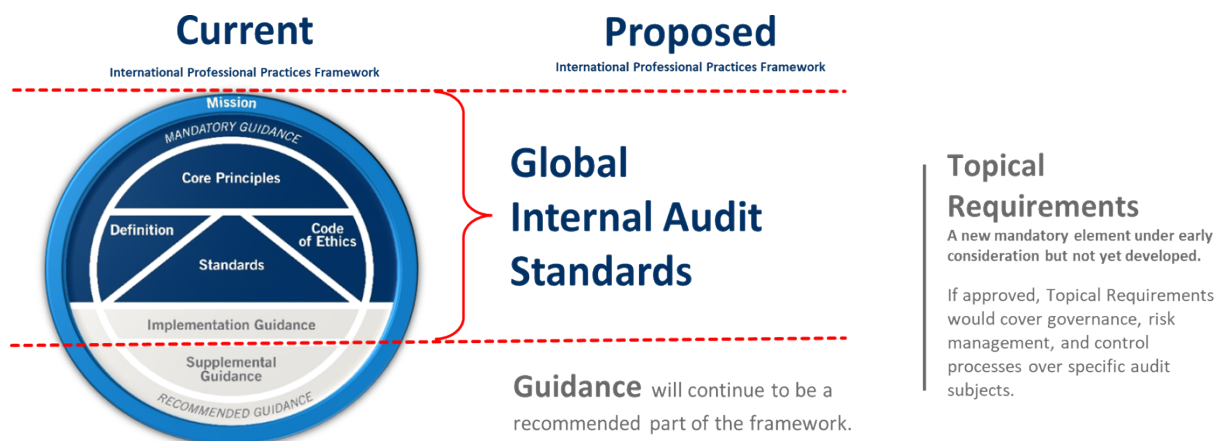 Current
International Professional Practices Framework
Mission
MANDATORY GUIDANCE
Core Principles
Definition
Code
of Ethics
Standards
Implementation Guidance
Supplemental
Guidance
RECOMMENDED GUIDANCE
Proposed
International Professional Practices Framework
Global
Internal Audit
Standards
Guidance will continue to be a
recommended part of the framework.
Topical
Requirements
A new mandatory element under early
consideration but not yet developed.
If approved, Topical Requirements
would cover governance, risk
management, and control
processes over specific audit
subjects.